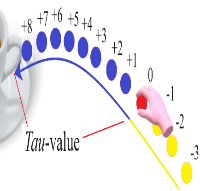 +8 +7 +6 +5 +4 +3 +2 +1 0 -1 -2 -3
Tau-value